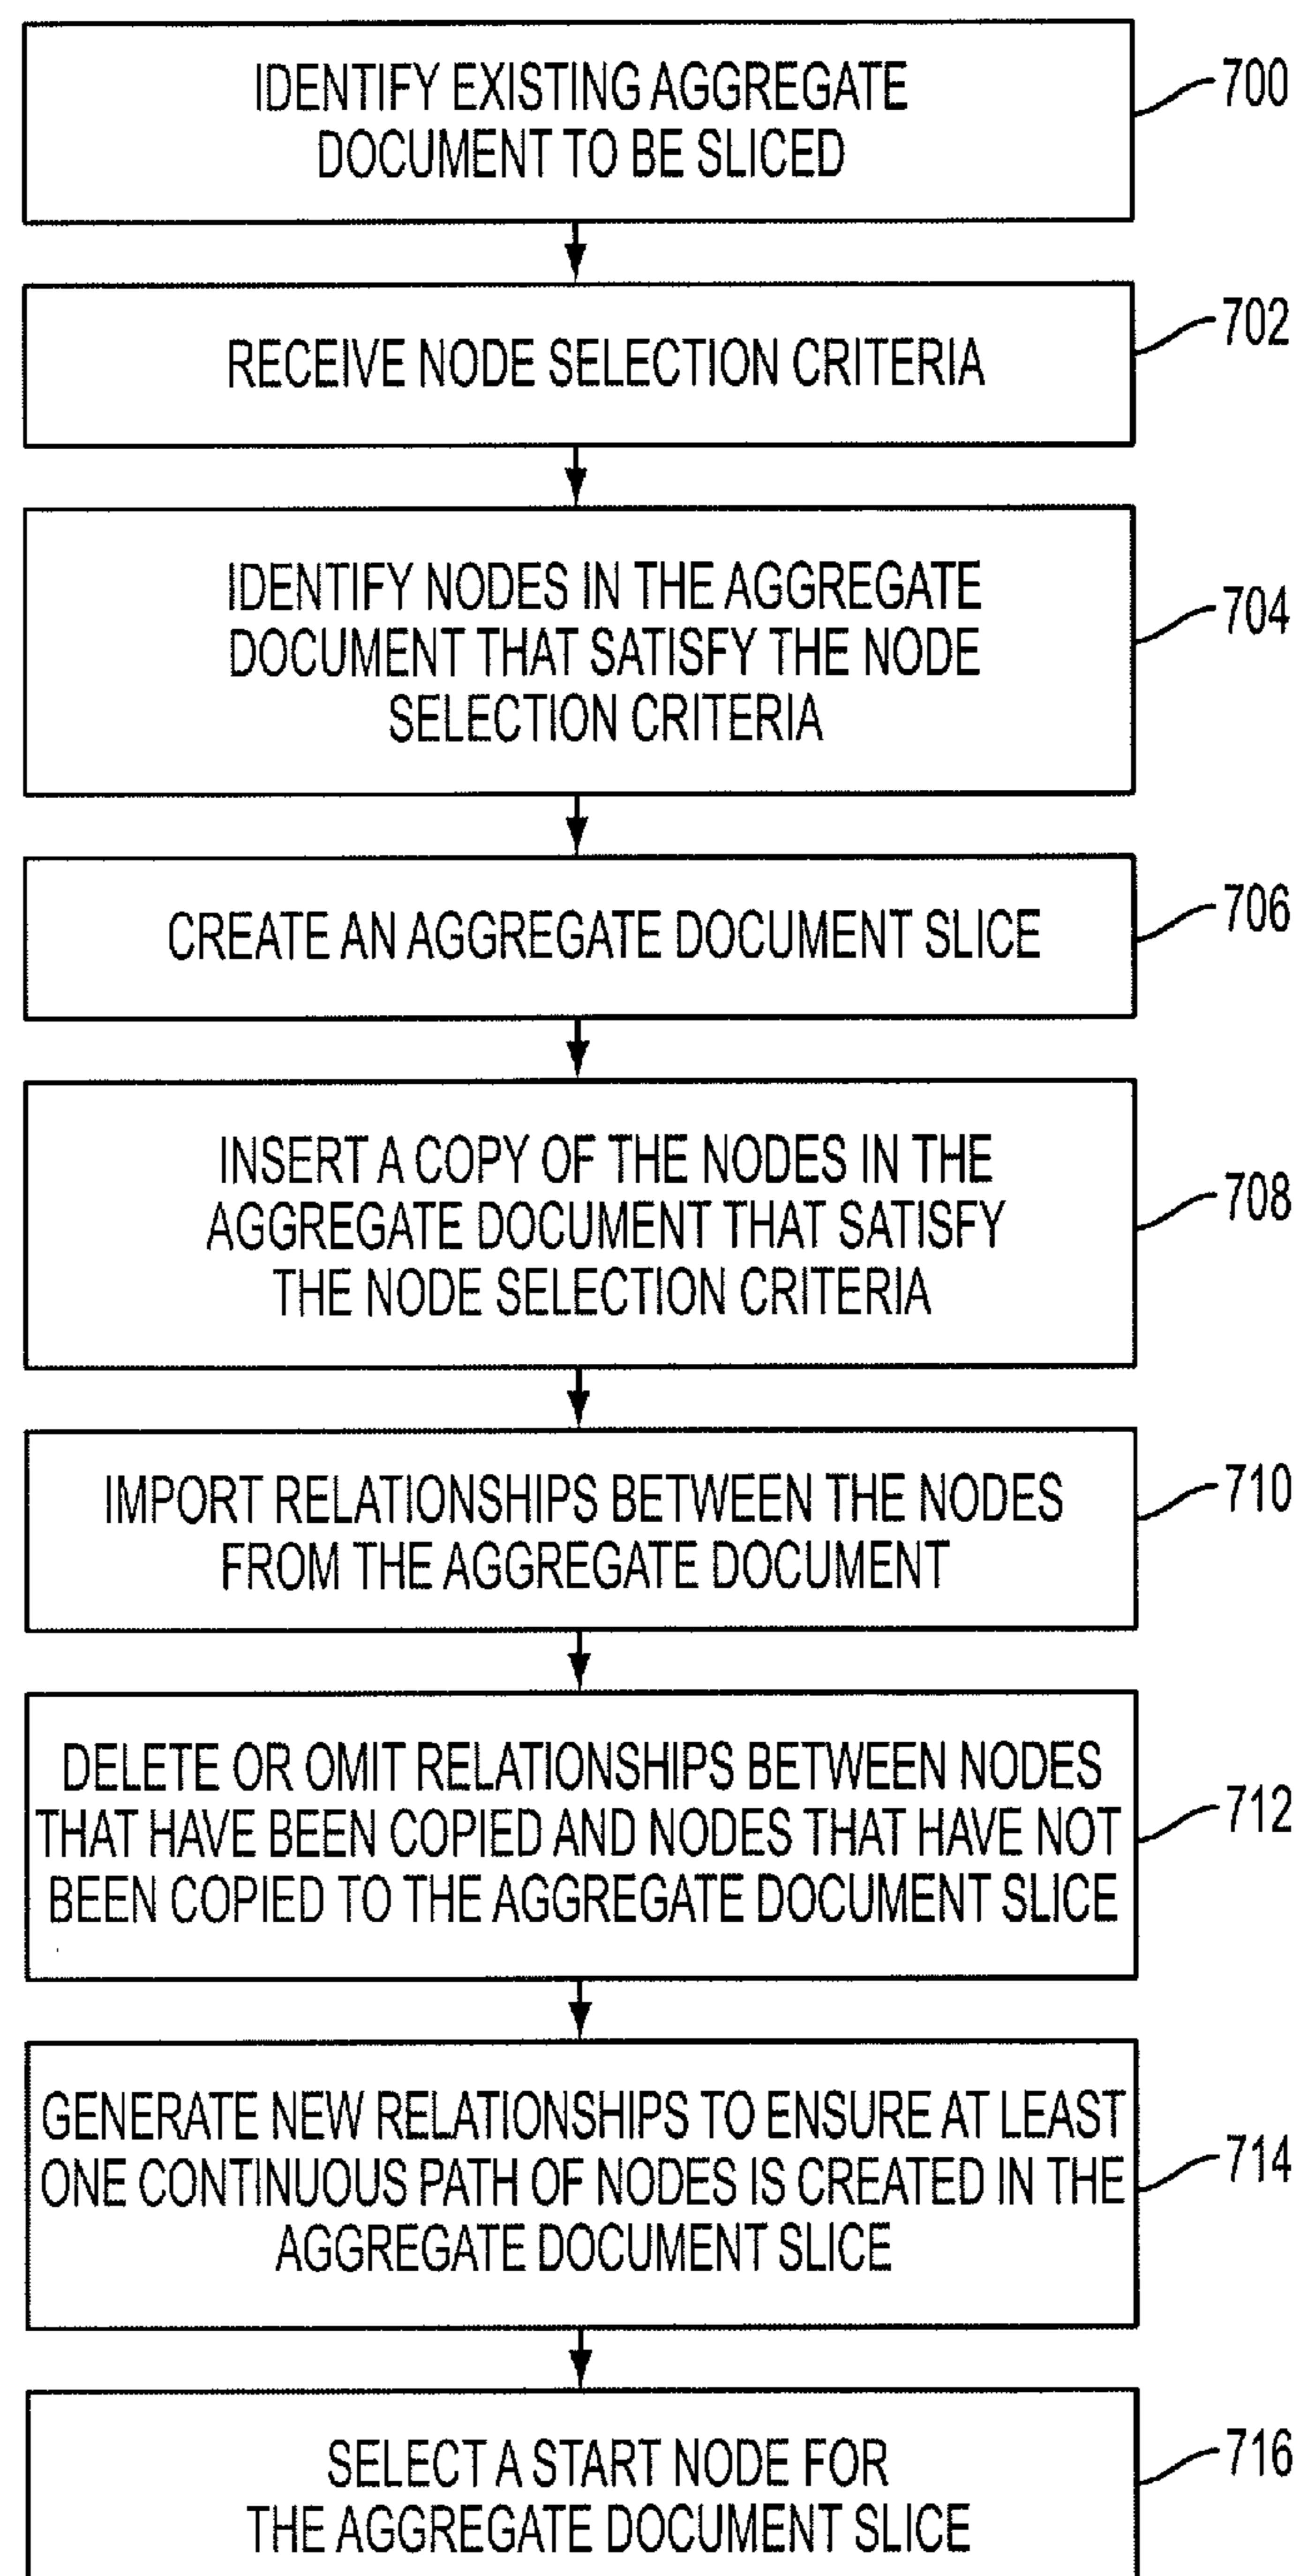 IDENTIFY EXISTING AGGREGATE
DOCUMENT TO BE SLICED
700
RECEIVE NODE SELECTION CRITERIA
702
IDENTIFY NODES IN THE AGGREGATE
DOCUMENT THAT SATISFY THE NODE
SELECTION CRITERIA
704
CREATE AN AGGREGATE DOCUMENT SLICE
706
INSERT A COPY OF THE NODES IN THE
AGGREGATE DOCUMENT THAT SATISFY
THE NODE SELECTION CRITERIA
708
IMPORT RELATIONSHIPS BETWEEN THE NODES
FROM THE AGGREGATE DOCUMENT
710
DELETE OR OMIT RELATIONSHIPS BETWEEN NODES
THAT HAVE BEEN COPIED AND NODES THAT HAVE NOT
BEEN COPIED TO THE AGGREGATE DOCUMENT SLICE
712
GENERATE NEW RELATIONSHIPS TO ENSURE AT LEAST
ONE CONTINUOUS PATH OF NODES IS CREATED IN THE
AGGREGATE DOCUMENT SLICE
714
SELECT A START NODE FOR
THE AGGREGATE DOCUMENT SLICE
716